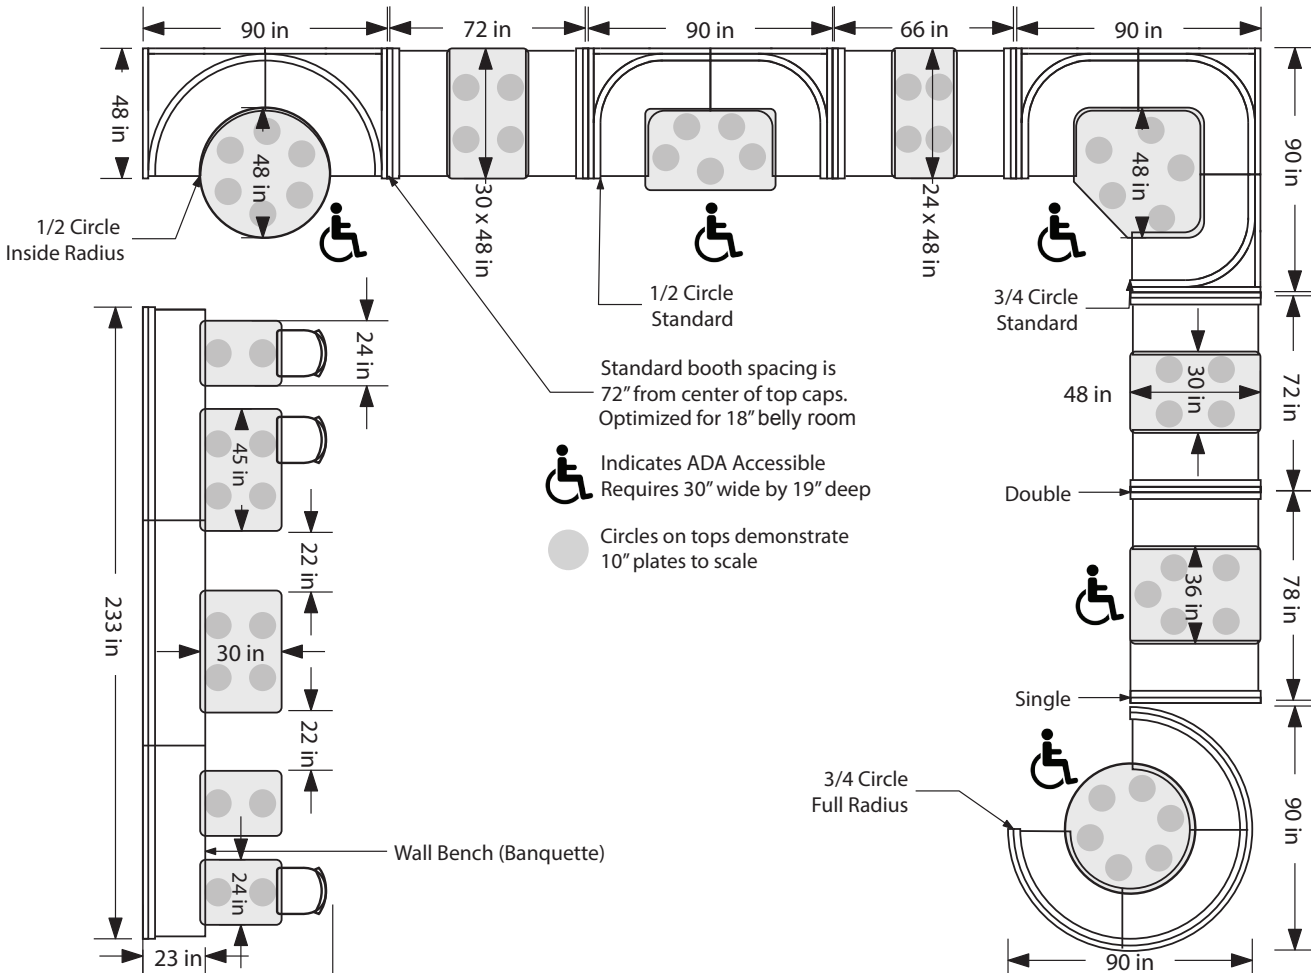 90 in
72 in
90 in
66 in
90 in
48 in
48 in
30 x 48 in
24 x 48 in
48 in
90 in
1/2 Circle
Inside Radius
1/2 Circle
Standard
3/4 Circle
Standard
24 in
Standard booth spacing is
72" from center of top caps.
Optimized for 18" belly room
48 in
30 in
72 in
45 in
Indicates ADA Accessible
Requires 30" wide by 19" deep
Double
Circles on tops demonstrate
10" plates to scale
22 in
233 in
30 in
36 in
78 in
22 in
Single
3/4 Circle
Full Radius
90 in
Wall Bench (Banquette)
24 in
23 in
90 in